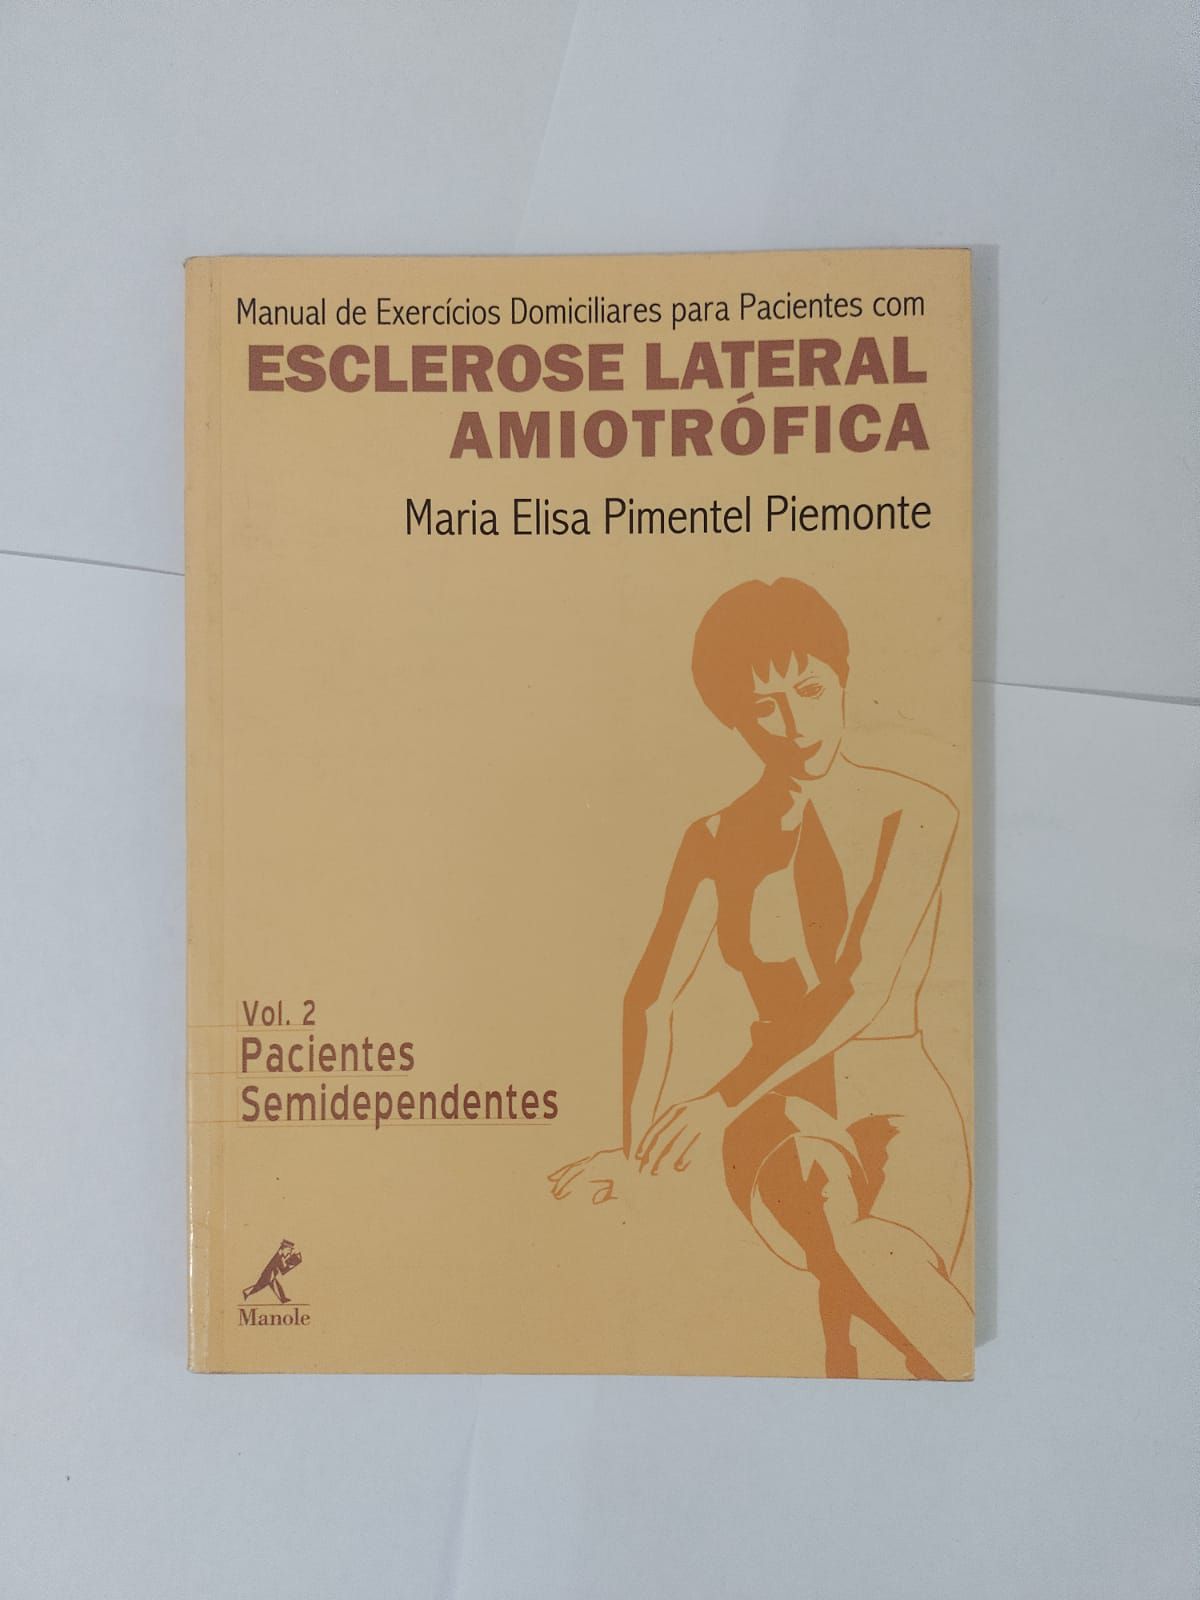 Manual de Exercícios Domiciliares para Pacientes com
ESCLEROSE LATERAL
AMIOTRÓFICA
Maria Elisa Pimentel Piemonte
Vol. 2
Pacientes
Semidependentes
Manole